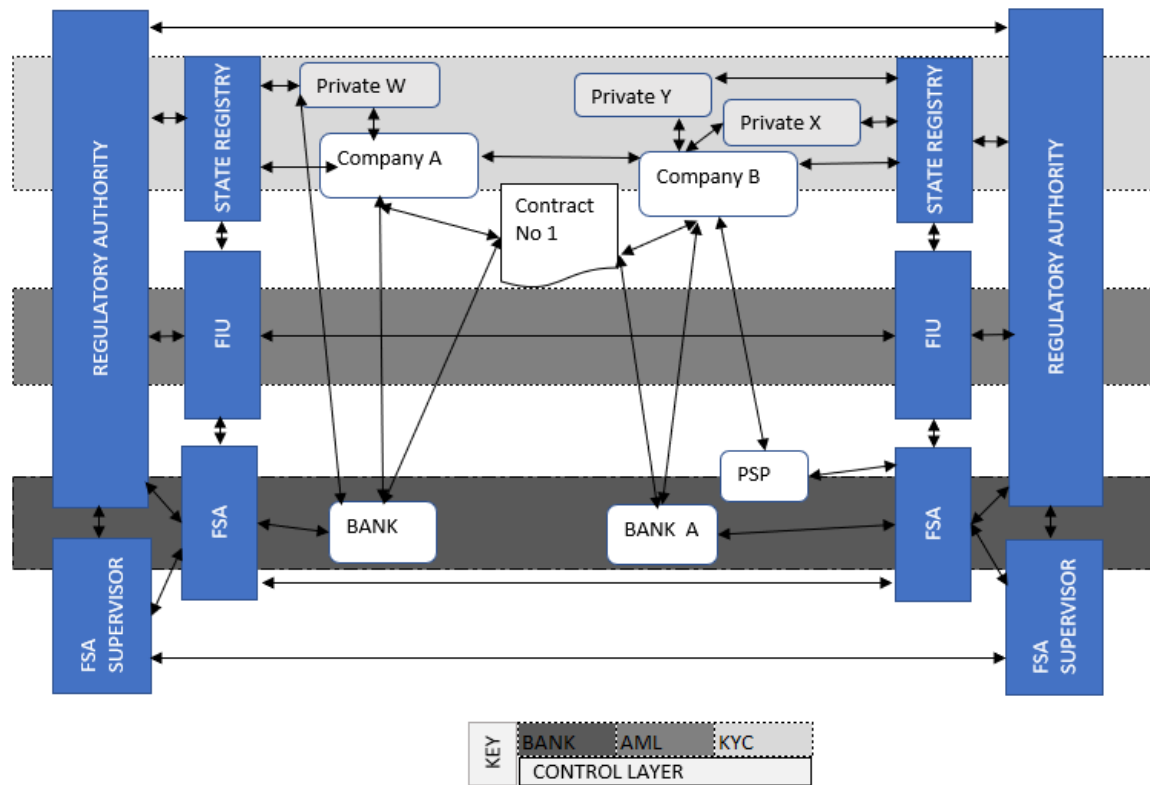 REGULATORY AUTHORITY
STATE REGISTRY
Private W
Company A
Private Y
Private X
Company B
STATE REGISTRY
REGULATORY AUTHORITY
Contract
No 1
FIU
FIU
FSA
BANK
BANK A
PSP
FSA
FSA
SUPERVISOR
FSA
SUPERVISOR
KEY
BANK
AML
KYC
CONTROL LAYER